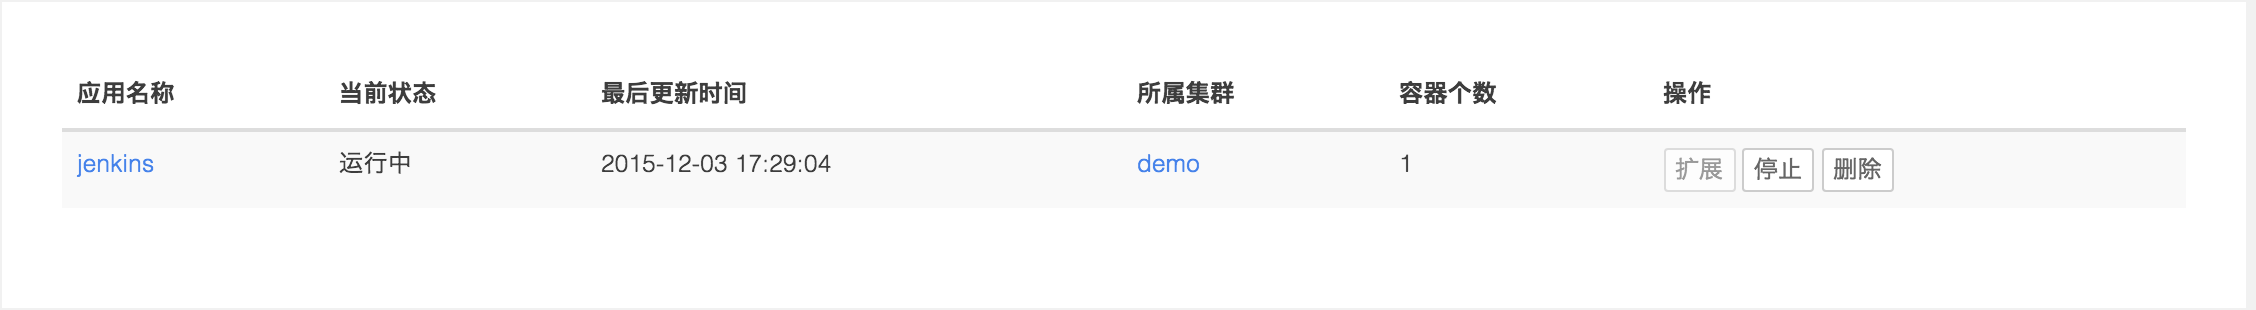 应用名称 当前状态 最后更新时间 所属集群 容器个数 操作
jenkins 运行中 2015-12-03 17:29:04 demo 1 扩展 停止 删除